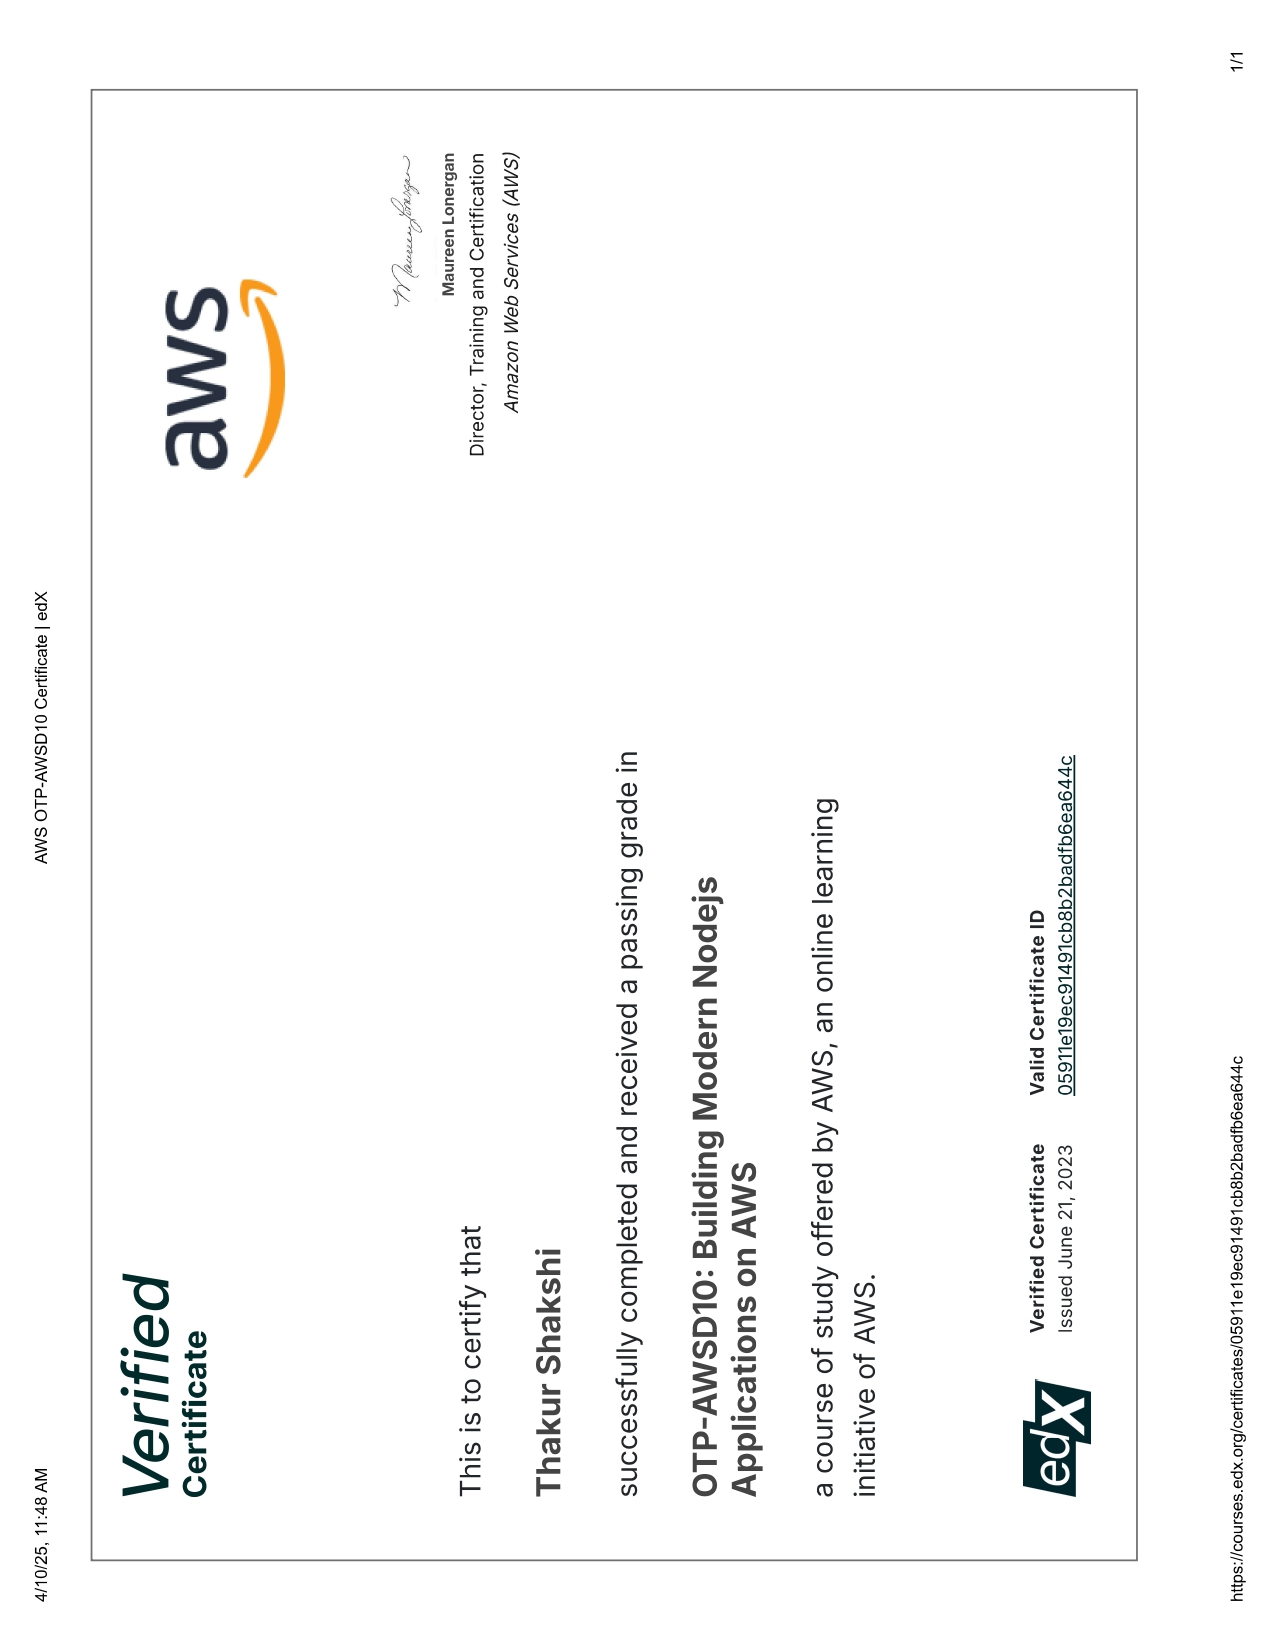 4/10/25, 11:48 AM
AWS OTP-AWSD10 Certificate | edX
Verified
Certificate
aws
Maureen Lonergan
Maureen Lonergan
Director, Training and Certification
Amazon Web Services (AWS)
This is to certify that
Thakur Shakshi
successfully completed and received a passing grade in
OTP-AWSD10: Building Modern Nodejs
Applications on AWS
a course of study offered by AWS, an online learning
initiative of AWS.
edX
Verified Certificate
Issued June 21, 2023
Valid Certificate ID
05911e19ec91491cb8b2badfb6ea644c
https://courses.edx.org/certificates/05911e19ec91491cb8b2badfb6ea644c
1/1